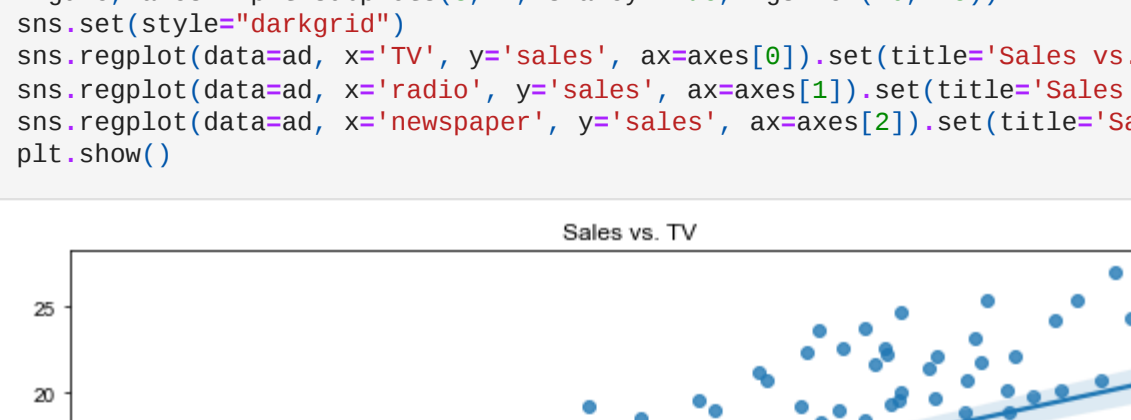 sns.set(style="darkgrid")
sns.regplot(data=ad, x='TV', y='sales', ax=axes[0]).set(title='Sales vs.
sns.regplot(data=ad, x='radio', y='sales', ax=axes[1]).set(title='Sales
sns.regplot(data=ad, x='newspaper', y='sales', ax=axes[2]).set(title='Sa
plt.show()
Sales vs. TV
25
20